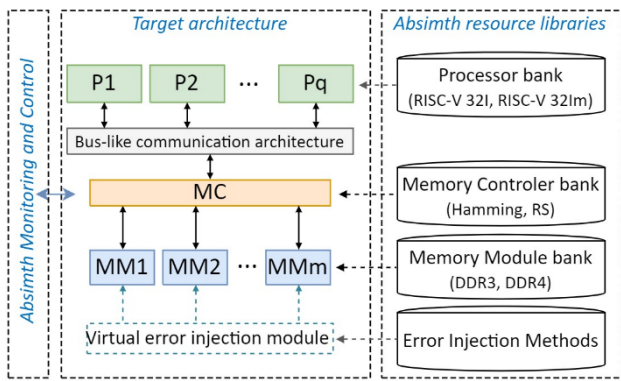 Target architecture
Absimth resource libraries
Absimth Monitoring and Control
P1 P2 ... Pq
Processor bank
(RISC-V 32I, RISC-V 32Im)
Bus-like communication architecture
MC
Memory Controler bank
(Hamming, RS)
MM1 MM2 ... MMm
Memory Module bank
(DDR3, DDR4)
Virtual error injection module
Error Injection Methods